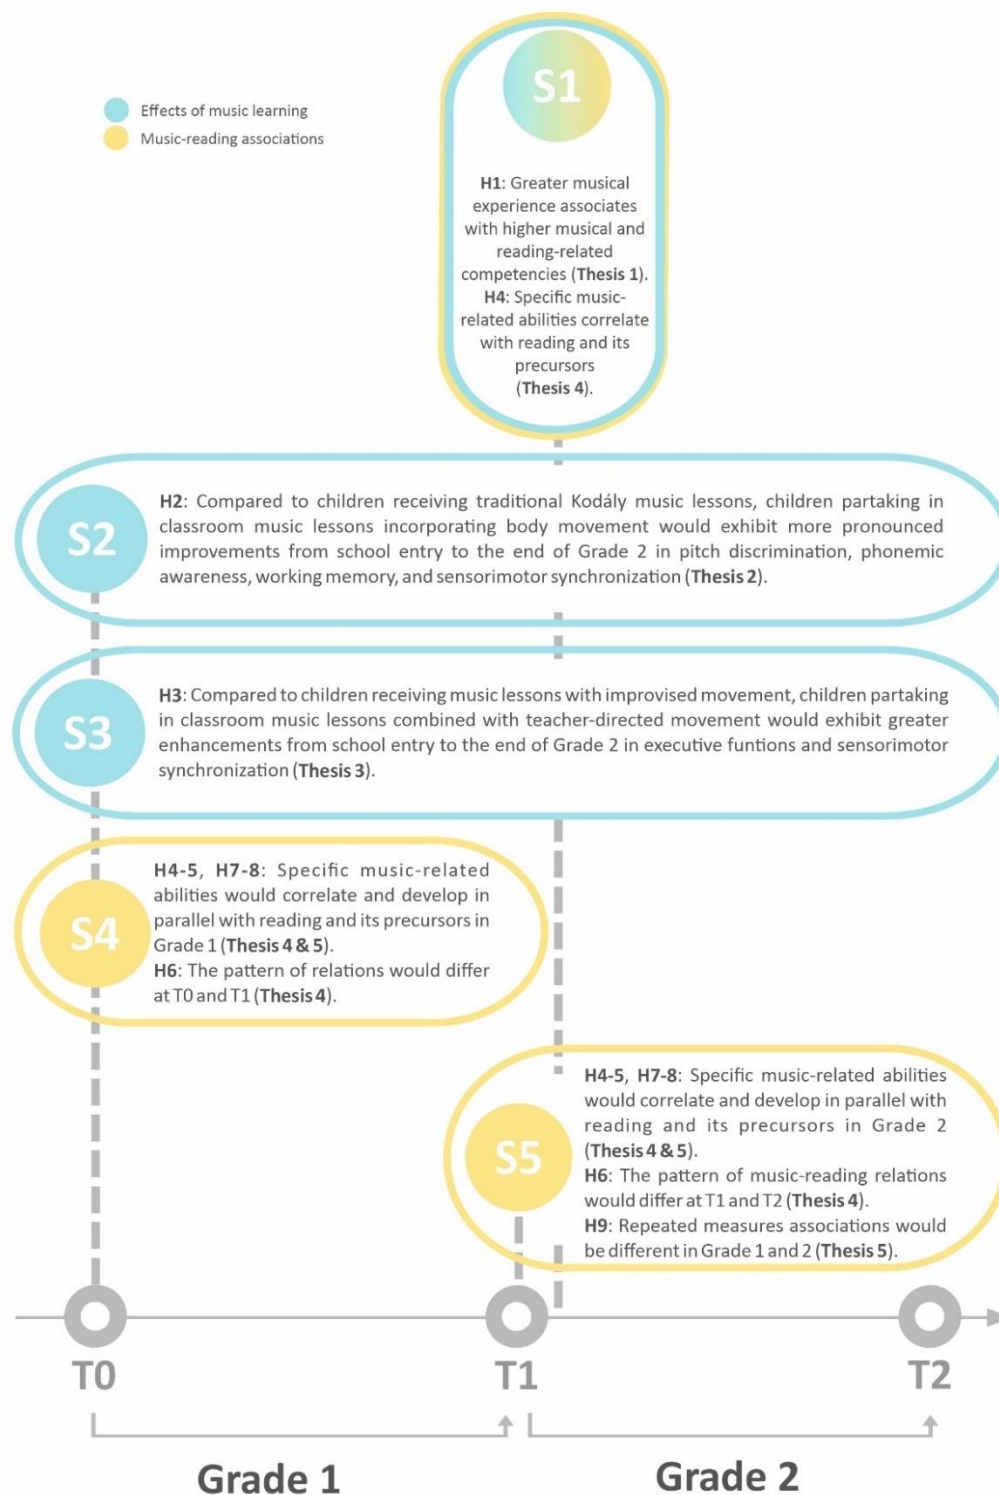 S1
Effects of music learning
Music-reading associations
H1: Greater musical
experience associates
with higher musical and
reading-related
competencies (Thesis 1).
H4: Specific music-
related abilities correlate
with reading and its
precursors
(Thesis 4).
S2
H2: Compared to children receiving traditional Kodály music lessons, children partaking in
classroom music lessons incorporating body movement would exhibit more pronounced
improvements from school entry to the end of Grade 2 in pitch discrimination, phonemic
awareness, working memory, and sensorimotor synchronization (Thesis 2).
S3
H3: Compared to children receiving music lessons with improvised movement, children partaking
in classroom music lessons combined with teacher-directed movement would exhibit greater
enhancements from school entry to the end of Grade 2 in executive funtions and sensorimotor
synchronization (Thesis 3).
S4
H4-5, H7-8: Specific music-related
abilities would correlate and develop in
parallel with reading and its precursors in
Grade 1 (Thesis 4 & 5).
H6: The pattern of relations would differ
at T0 and T1 (Thesis 4).
S5
H4-5, H7-8: Specific music-related abilities
would correlate and develop in parallel with
reading and its precursors in Grade 2
(Thesis 4 & 5).
H6: The pattern of music-reading relations
would differ at T1 and T2 (Thesis 4).
H9: Repeated measures associations would
be different in Grade 1 and 2 (Thesis 5).
T0
T1
T2
Grade 1
Grade 2